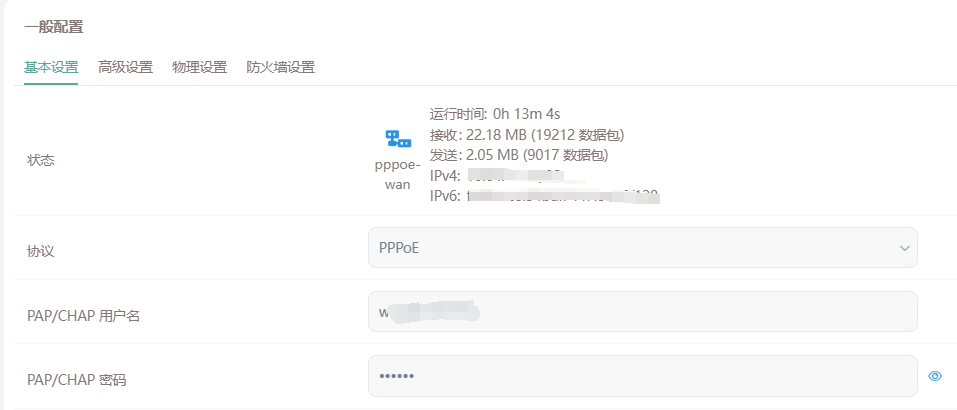 一般配置
基本设置 高级设置 物理设置 防火墙设置
状态
pppoe-wan
运行时间: 0h 13m 4s
接收: 22.18 MB (19212 数据包)
发送: 2.05 MB (9017 数据包)
IPv4:
IPv6:
协议
PPPoE
PAP/CHAP 用户名
w
PAP/CHAP 密码
••••••